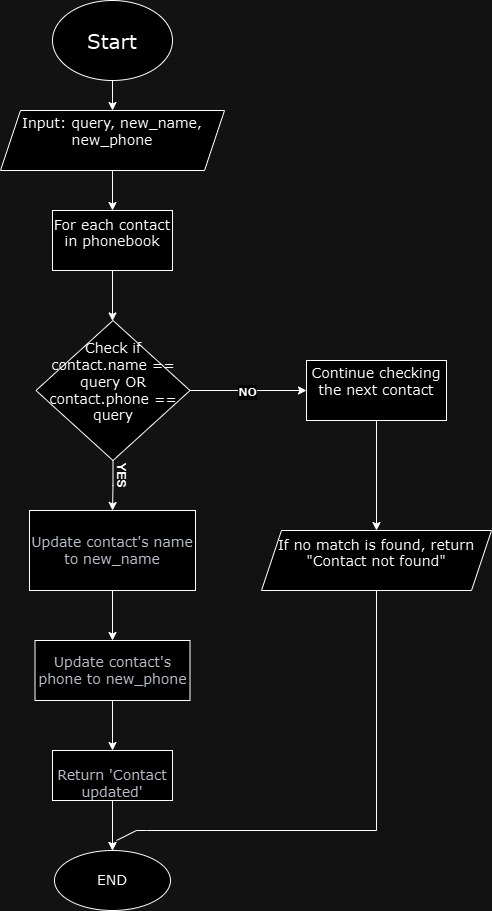 Start
Input: query, new_name,
new_phone
For each contact
in phonebook
Check if
contact.name ==
query OR
contact.phone ==
query
NO
Continue checking
the next contact
YES
Update contact's name
to new_name
If no match is found, return
"Contact not found"
Update contact's
phone to new_phone
Return 'Contact
updated'
END